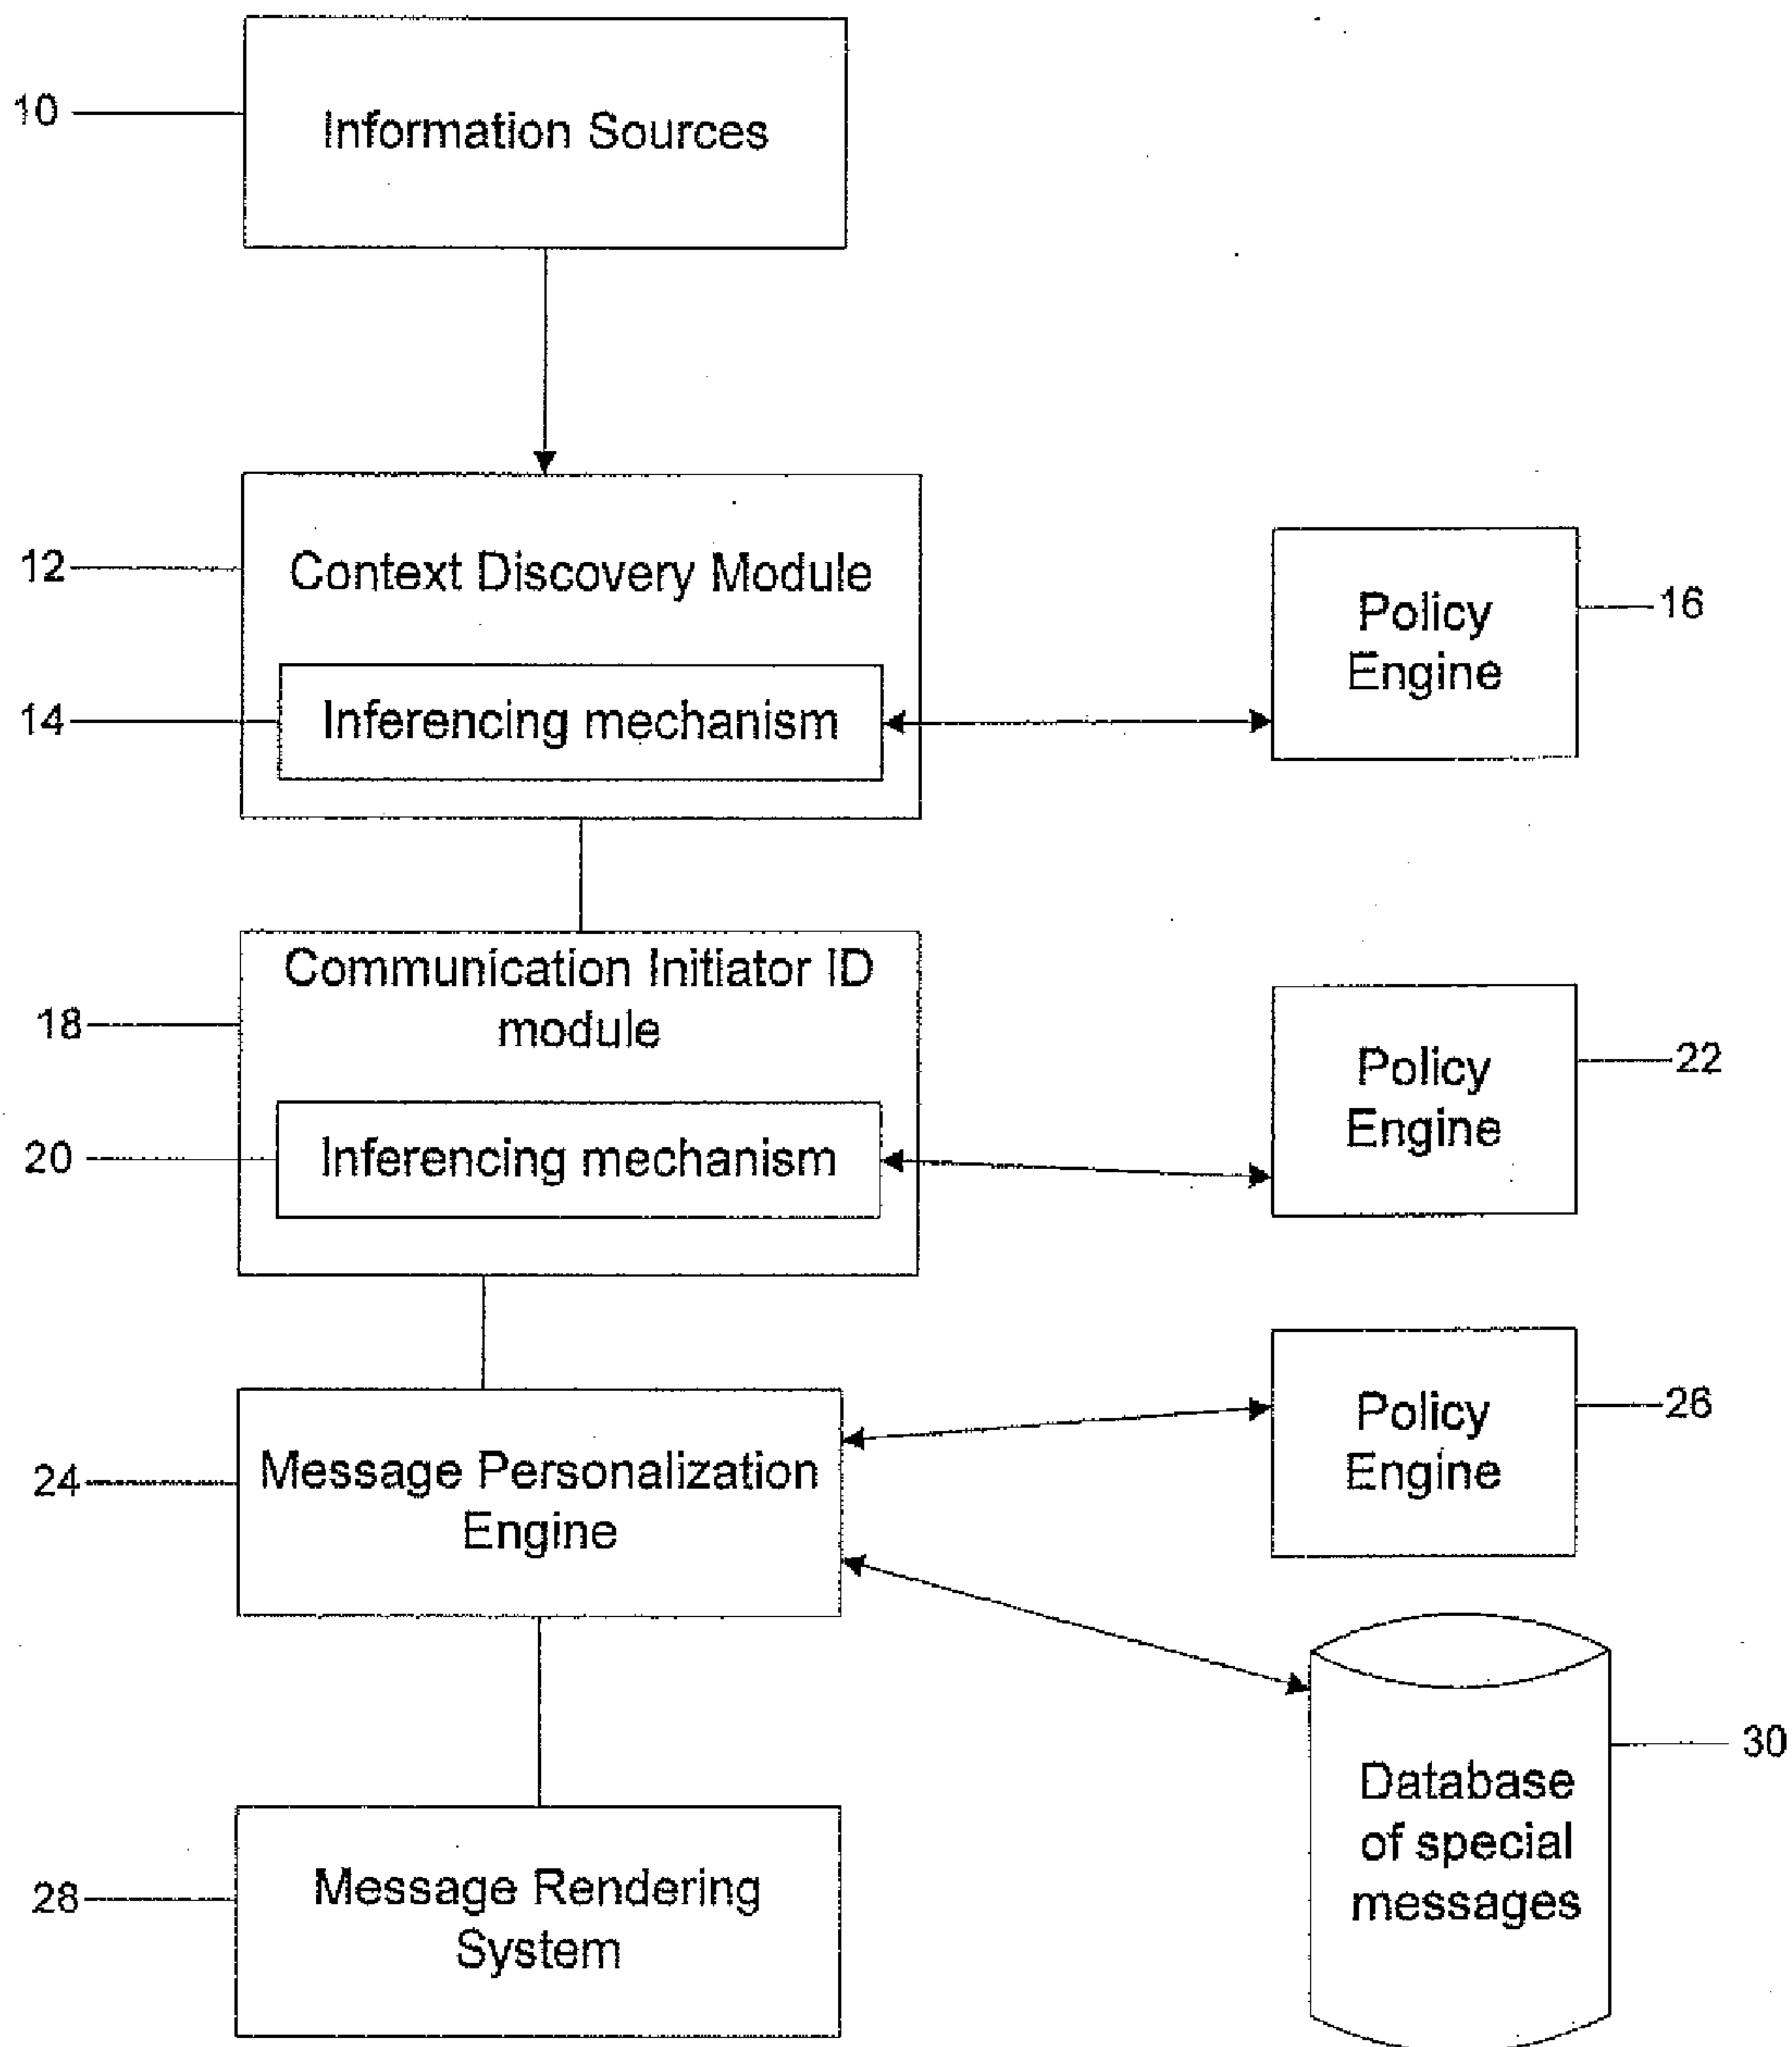 10
Information Sources
12
Context Discovery Module
Policy
Engine
16
14
Inferencing mechanism
Communication Initiator ID
module
18
Policy
Engine
22
20
Inferencing mechanism
Policy
Engine
26
24
Message Personalization
Engine
30
Database
of special
messages
28
Message Rendering
System